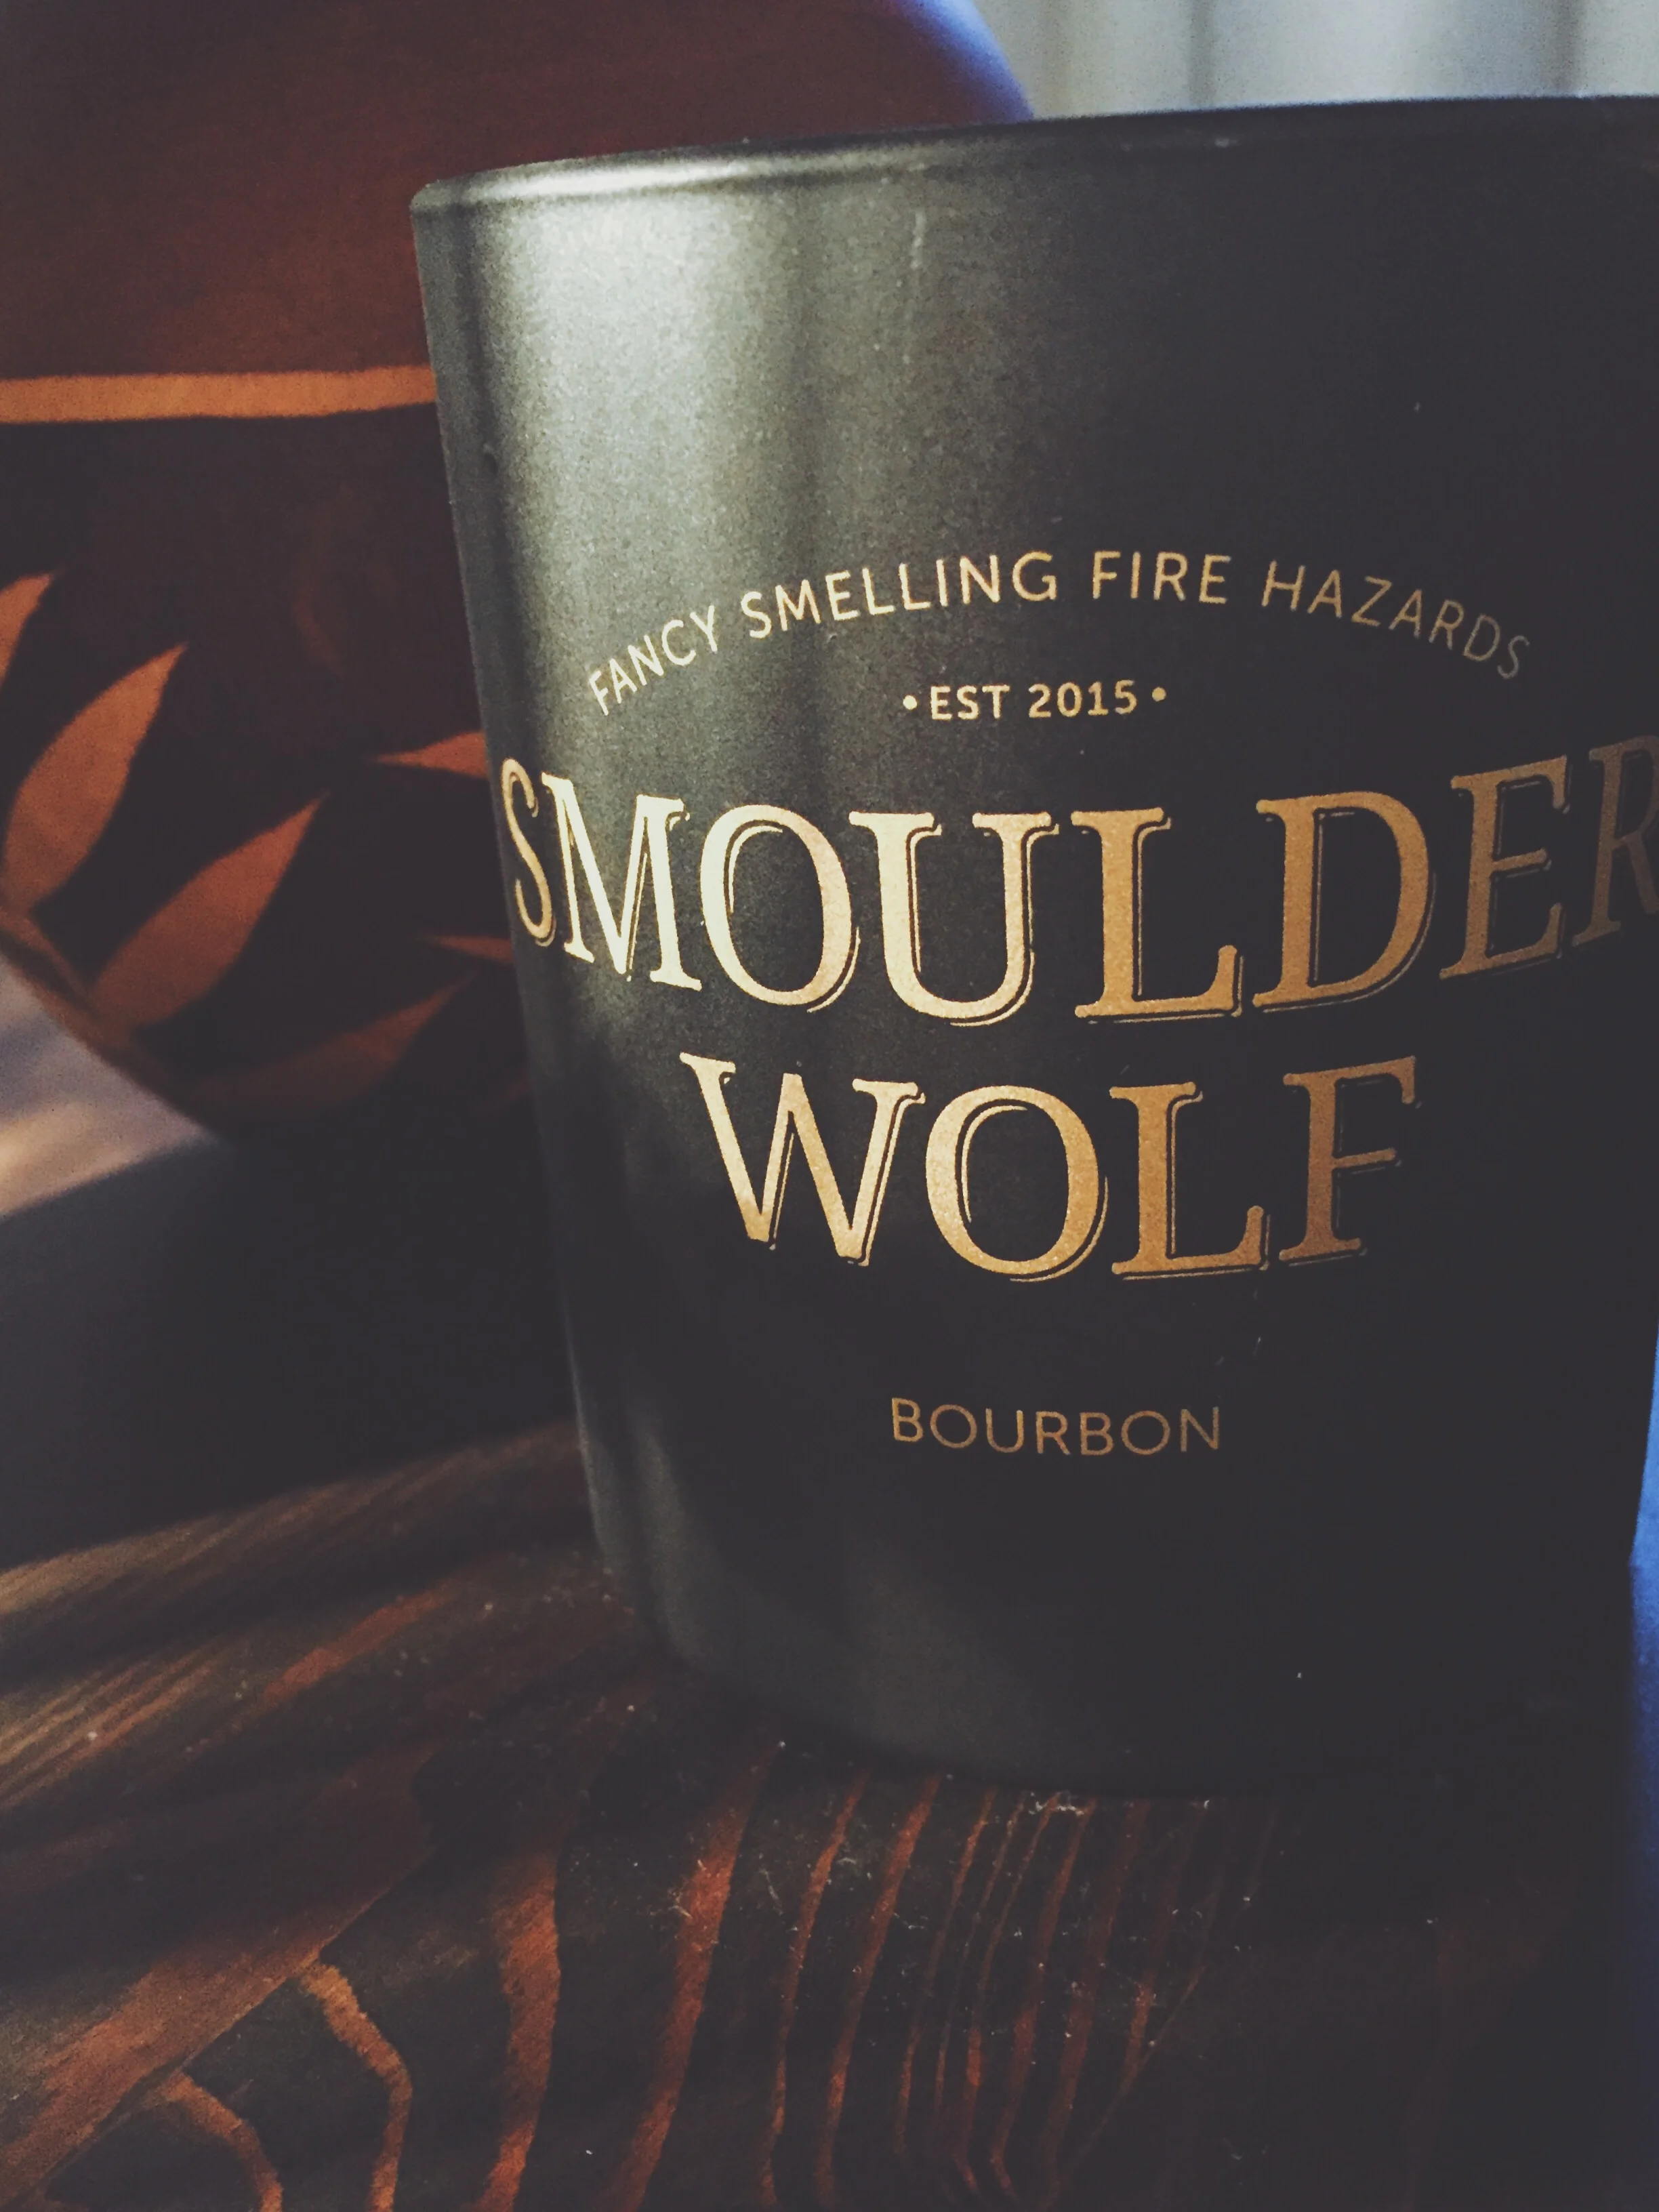 FANCY SMELLING FIRE HAZARDS
• EST 2015 •
SMOULDER
WOLF
BOURBON